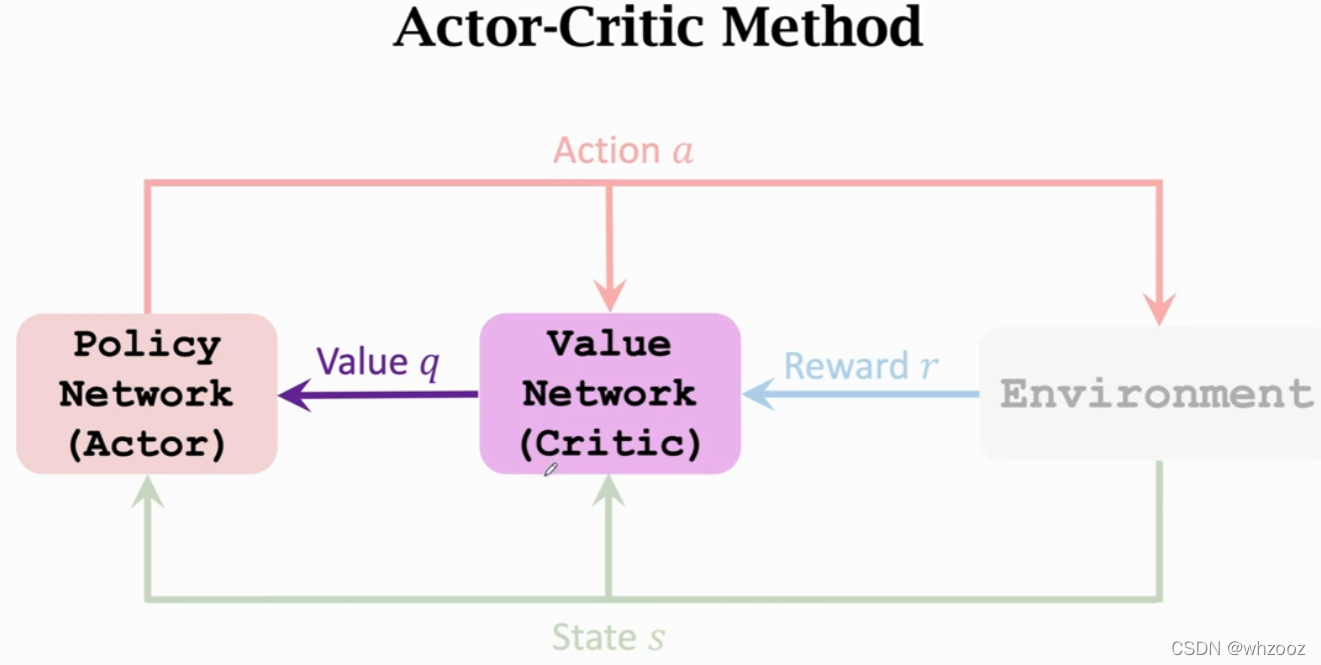 Actor-Critic Method
Action a
Policy
Network
(Actor)
Value q
Value
Network
(Critic)
Reward r
Environment
State s
CSDN @whzooz